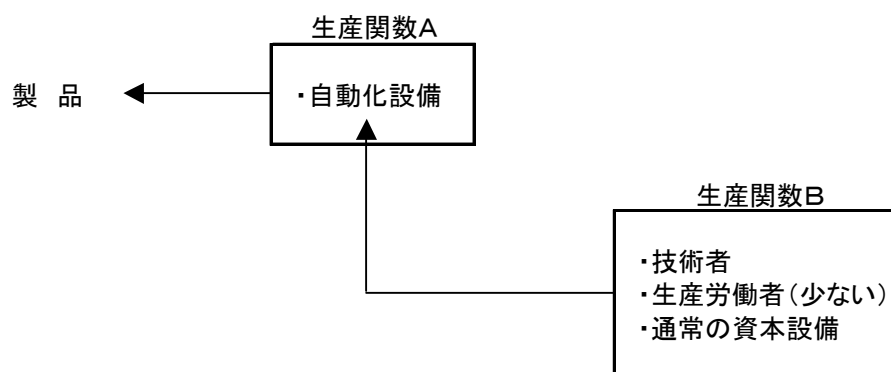 生産関数A
製 品
・自動化設備
生産関数B
・技術者
・生産労働者(少ない)
・通常の資本設備